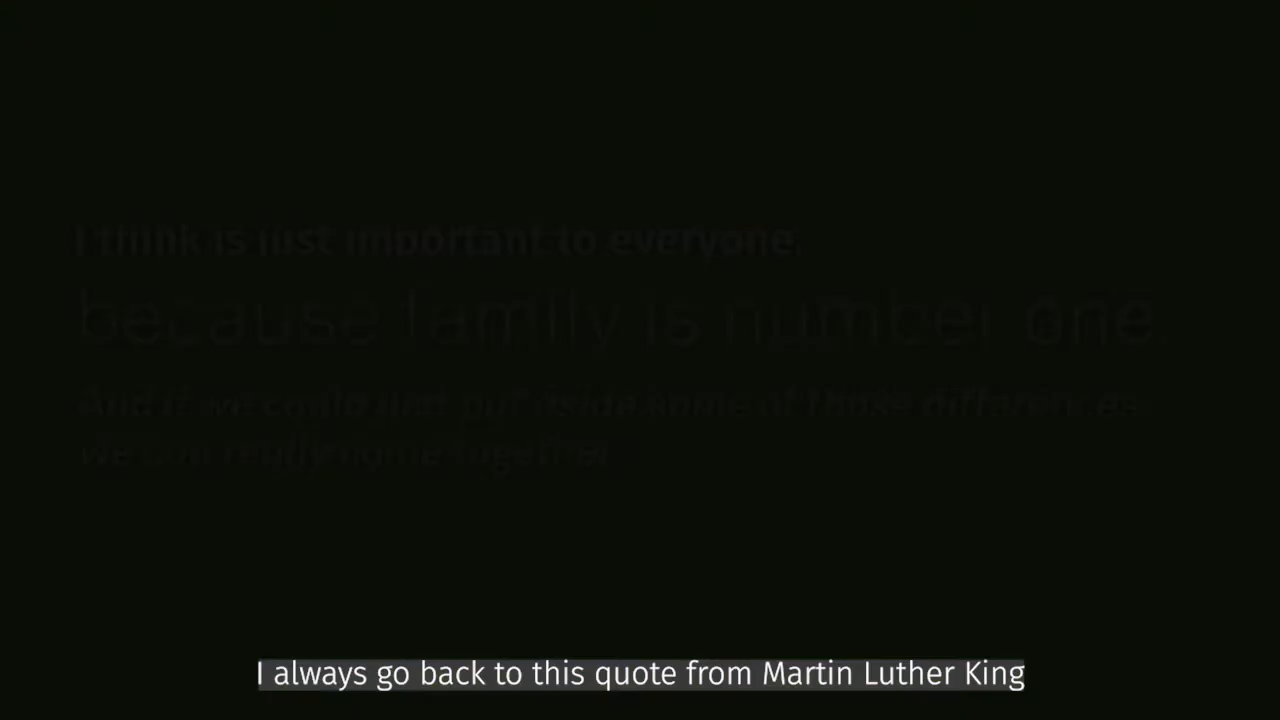 I think is just important to everyone.
because family is number one
And if we could just put aside some of those differences
we can really come together
I always go back to this quote from Martin Luther King